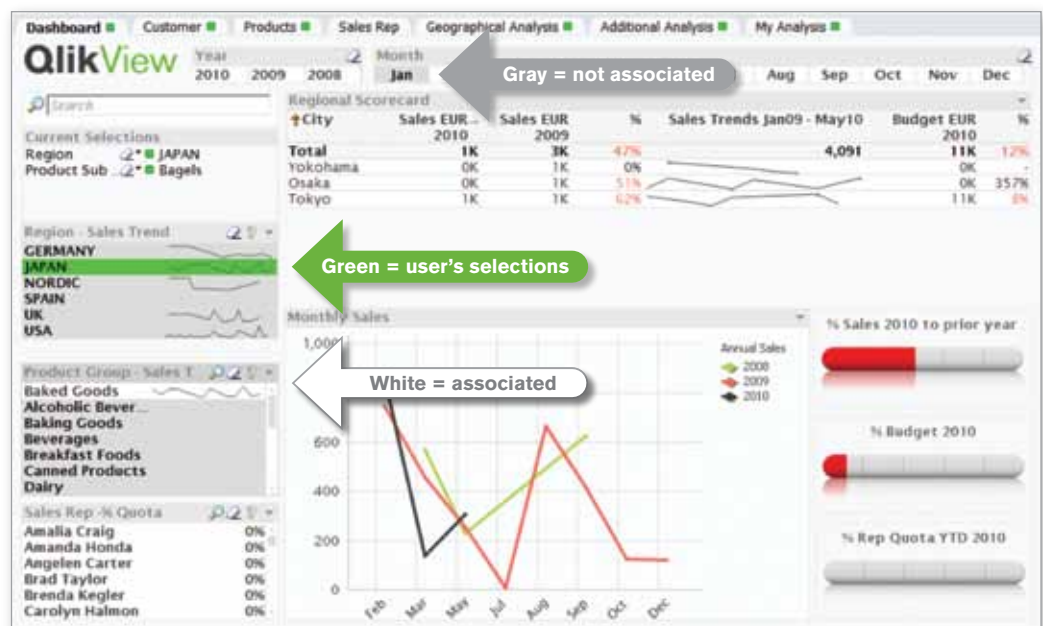 Dashboard Customer Products Sales Rep Geographical Analysis Additional Analysis My Analysis
QlikView
Year
2010 2009 2008
Month
Jan
Gray = not associated
Aug Sep Oct Nov Dec
Search
Current Selections
Region JAPAN
Product Sub... Bagels
Regional Scorecard
City Sales EUR... 2010 Sales EUR 2009 % Sales Trends Jan09 - May10 Budget EUR 2010 %
Total 1K 3K 47% 4,091 11K 12%
Yokohama 0K 1K 0% 0K -
Osaka 0K 1K 51% 0K 357%
Tokyo 1K 1K 62% 11K 8%
Region - Sales Trend
GERMANY
JAPAN
NORDIC
SPAIN
UK
USA
Green = user's selections
Product Group - Sales T...
Baked Goods
Alcoholic Bever...
Baking Goods
Beverages
Breakfast Foods
Canned Products
Dairy
White = associated
Sales Rep -% Quota
Amalia Craig 0%
Amanda Honda 0%
Angelen Carter 0%
Brad Taylor 0%
Brenda Kegler 0%
Carolyn Halmon 0%
Monthly Sales
1,000
600
400
200
0
Feb Mar May Jul Aug Sep Oct Dec
Annual Sales
2008
2009
2010
% Sales 2010 to prior year
% Budget 2010
% Rep Quota YTD 2010